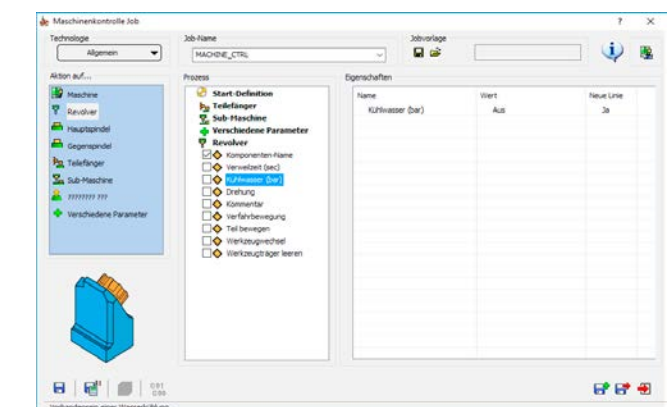 Maschinenkontrolle Job
? X
Technologie
Allgemein
Job-Name
MACHINE_CTRL
Jobvorlage
Aktion auf...
Maschine
Revolver
Hauptspindel
Gegenspindel
Teilefänger
Sub-Maschine
???????? ???
Verschiedene Parameter
Prozess
Start-Definition
Teilefänger
Sub-Maschine
Verschiedene Parameter
Revolver
Komponenten-Name
Verweilzeit (sec)
Kühlwasser (bar)
Drehung
Kommentar
Verfahrbewegung
Teil bewegen
Werkzeugwechsel
Werkzeugträger leeren
Eigenschaften
Name Wert Neue Linie
Kühlwasser (bar) Aus Ja